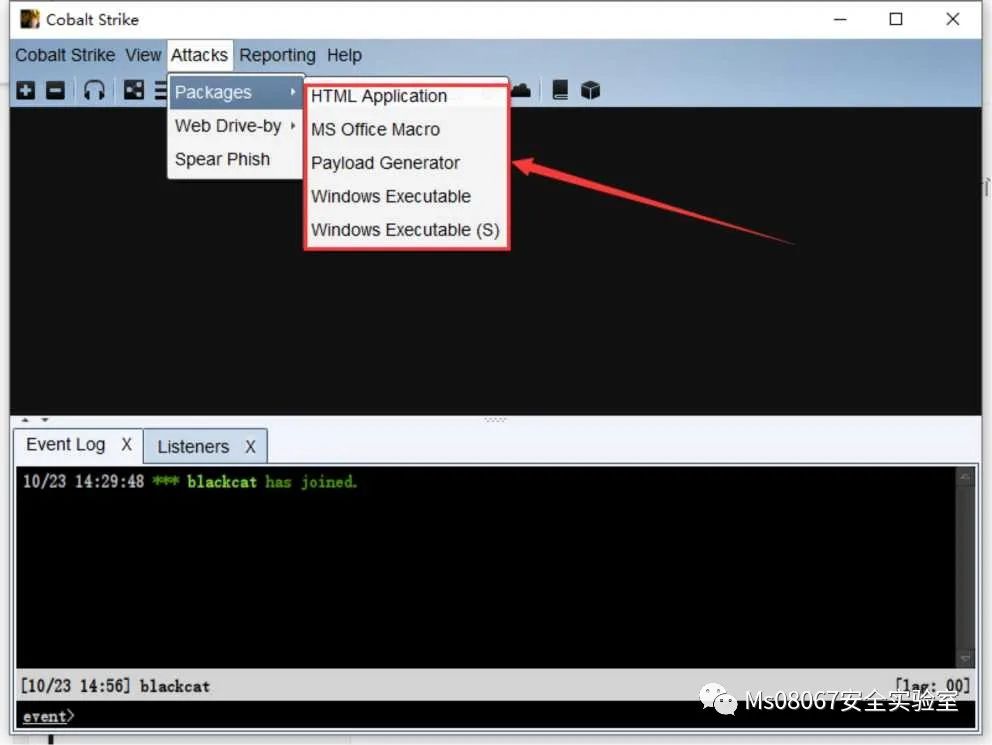 Cobalt Strike
Cobalt Strike View Attacks Reporting Help
Packages
Web Drive-by
Spear Phish
HTML Application
MS Office Macro
Payload Generator
Windows Executable
Windows Executable (S)
Event Log X Listeners X
10/23 14:29:48 *** blackcat has joined.
[10/23 14:56] blackcat [lag: 00]
Ms08067安全实验室
event>